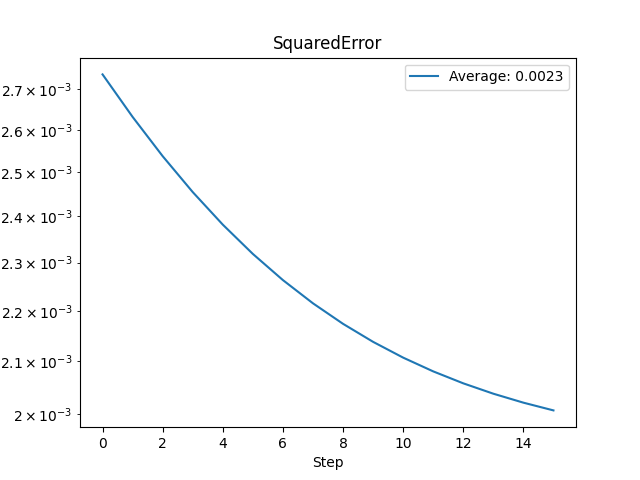 SquaredError
Average: 0.0023
2.7 × 10⁻³
2.6 × 10⁻³
2.5 × 10⁻³
2.4 × 10⁻³
2.3 × 10⁻³
2.2 × 10⁻³
2.1 × 10⁻³
2 × 10⁻³
0 2 4 6 8 10 12 14
Step